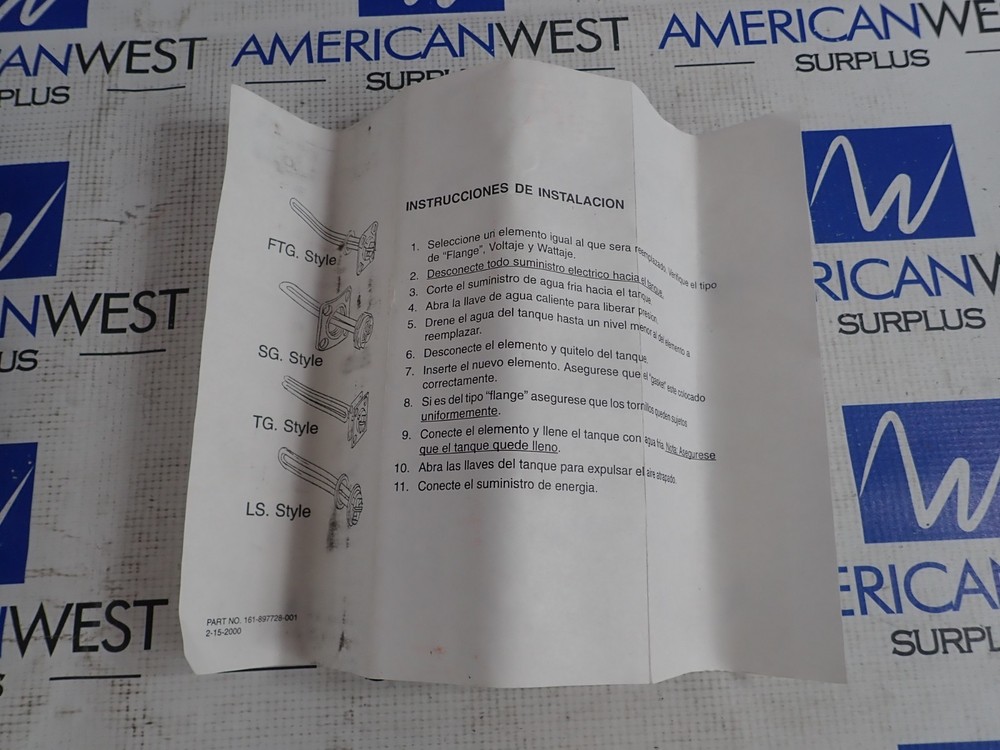 ANWEST
PLUS
AMERICANWEST
SURPLUS
AMERICANWE
SURPLUS
INSTRUCCIONES DE INSTALACION
1. Seleccione un elemento igual al que sera reemplazado. Verifique el tipo
de "Flange", Voltaje y Wattaje.
2. Desconecte todo suministro electrico hacia el tanque.
3. Corte el suministro de agua fria hacia el tanque.
4. Abra la llave de agua caliente para liberar presion.
5. Drene el agua del tanque hasta un nivel menor al del elemento a
reemplazar.
6. Desconecte el elemento y quitelo del tanque.
7. Inserte el nuevo elemento. Asegurese que el "gasket" este colocado
correctamente.
8. Si es del tipo "flange" asegurese que los tornillos queden sujetos
uniformemente.
9. Conecte el elemento y llene el tanque con agua fria. Nota: Asegurese
que el tanque quede lleno.
10. Abra las llaves del tanque para expulsar el aire atrapado.
11. Conecte el suministro de energia.
FTG. Style
SG. Style
TG. Style
LS. Style
PART NO. 161-897728-001
2-15-2000
NWEST
US
RICANW
SURPLUS
WEST
S
ERICAN
SURP